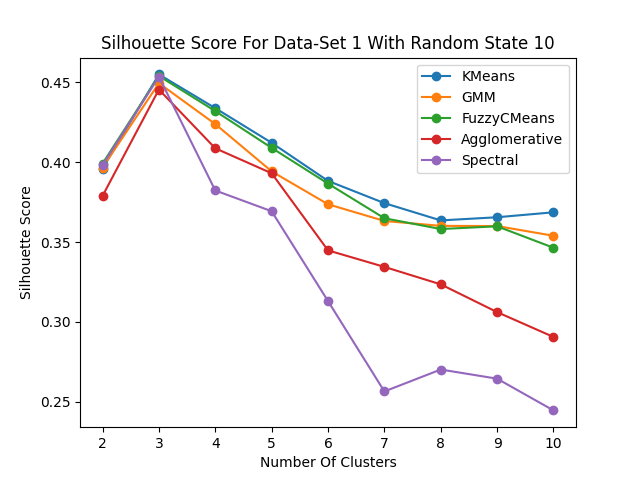 Silhouette Score For Data-Set 1 With Random State 10
KMeans
GMM
FuzzyCMeans
Agglomerative
Spectral
Silhouette Score
0.45
0.40
0.35
0.30
0.25
2 3 4 5 6 7 8 9 10
Number Of Clusters